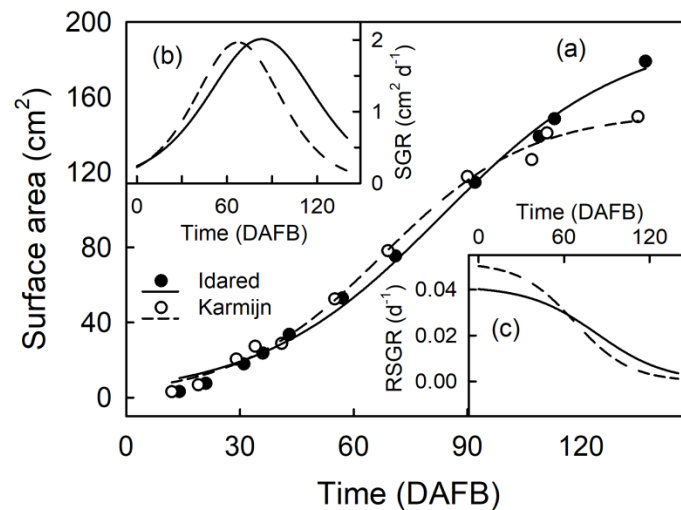 (b)
(a)
(c)
Surface area (cm²)
200
160
120
80
40
0
0
30
60
90
120
Time (DAFB)
2
1
0
SGR (cm² d⁻¹)
0
60
120
Time (DAFB)
Idared
Karmijn
Time (DAFB)
0
60
120
0.04
0.02
0.00
RSGR (d⁻¹)